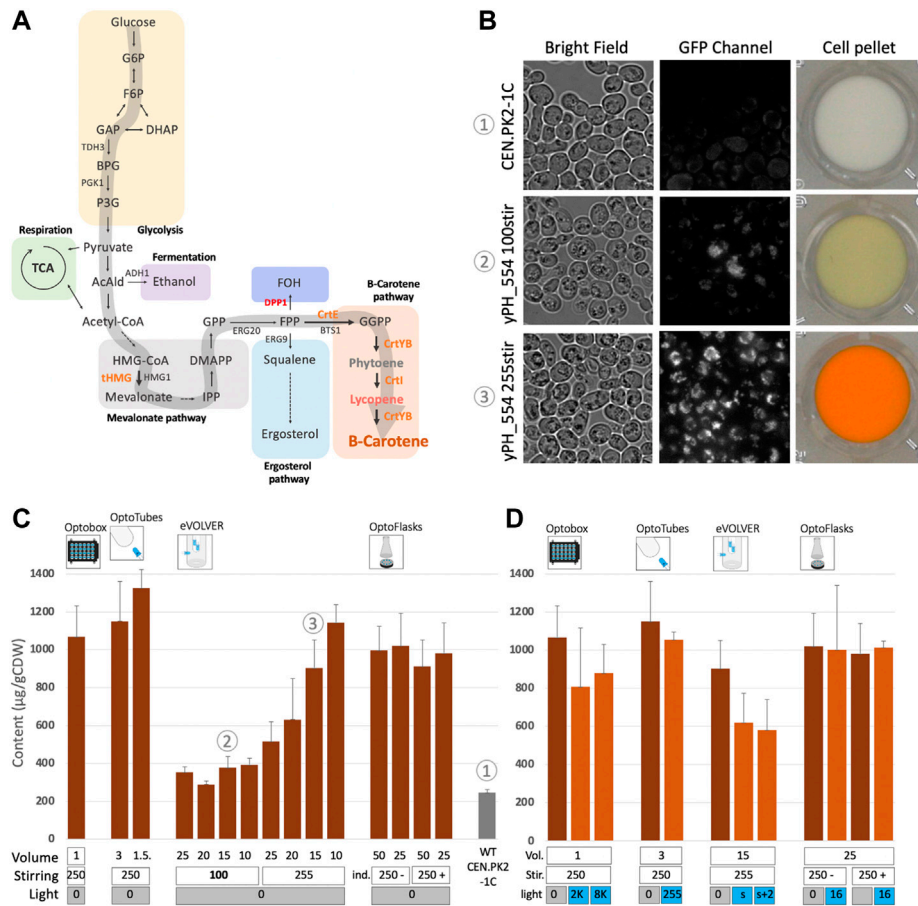 A
Glucose
G6P
F6P
GAP
DHAP
TDH3
BPG
PGK1
P3G
Respiration
Pyruvate
Glycolysis
Fermentation
TCA
AcAld
ADH1
Ethanol
Acetyl-CoA
HMG-CoA
tHMG
HMG1
Mevalonate
IPP
DMAPP
Mevalonate pathway
GPP
ERG20
FOH
DPP1
FPP
ERG9
Squalene
Ergosterol
Ergosterol pathway
B-Carotene pathway
CrtE
BTS1
GGPP
CrtYB
Phytoene
CrtI
Lycopene
CrtYB
B-Carotene
B
Bright Field GFP Channel Cell pellet
1 CEN.PK2-1C
2 yPH_554 100stir
3 yPH_554 255stir
C
Optobox OptoTubes eVOLVER OptoFlasks
Content (µg/gCDW)
1400
1200
1000
800
600
400
200
0
2
3
1
Volume 1 3 1.5. 25 20 15 10 25 20 15 10 50 25 50 25
WT CEN.PK2 -1C
Stirring 250 250 100 255 ind. 250 - 250 +
Light 0 0 0 0
D
Optobox OptoTubes eVOLVER OptoFlasks
1400
1200
1000
800
600
400
200
0
Vol. 1 3 15 25
Stir. 250 250 255 250 - 250 +
light 0 2K 8K 0 255 0 s s+2 0 16 16